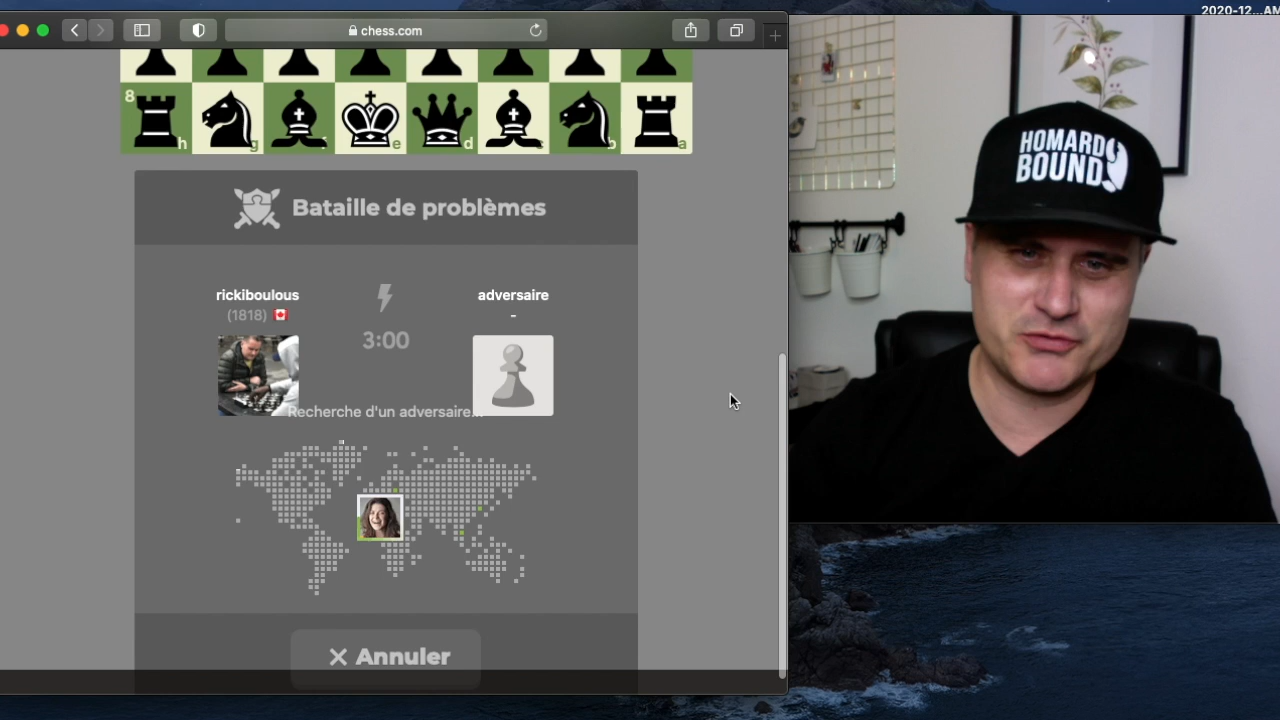 2020-12...AM
chess.com
8
h
g
e
d
b
a
Bataille de problèmes
rickiboulous
(1818)
3:00
adversaire
-
Recherche d'un adversaire...
Annuler
HOMARD
BOUND